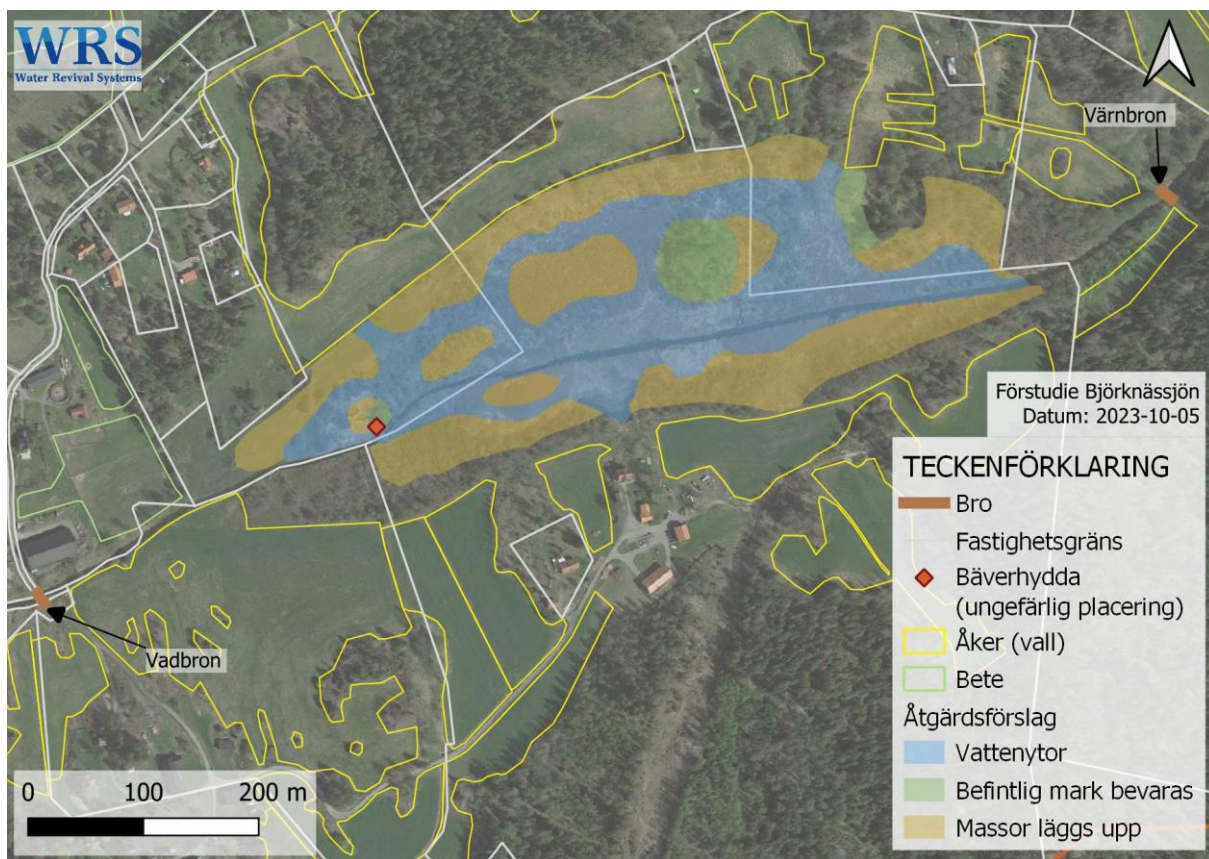 WRS
Water Revival Systems
Värnbron
Förstudie Björknässjön
Datum: 2023-10-05
TECKENFÖRKLARING
Bro
Fastighetsgräns
Bäverhydda
(ungefärlig placering)
Åker (vall)
Bete
Åtgärdsförslag
Vattenytor
Befintlig mark bevaras
Massor läggs upp
Vadbron
0 100 200 m